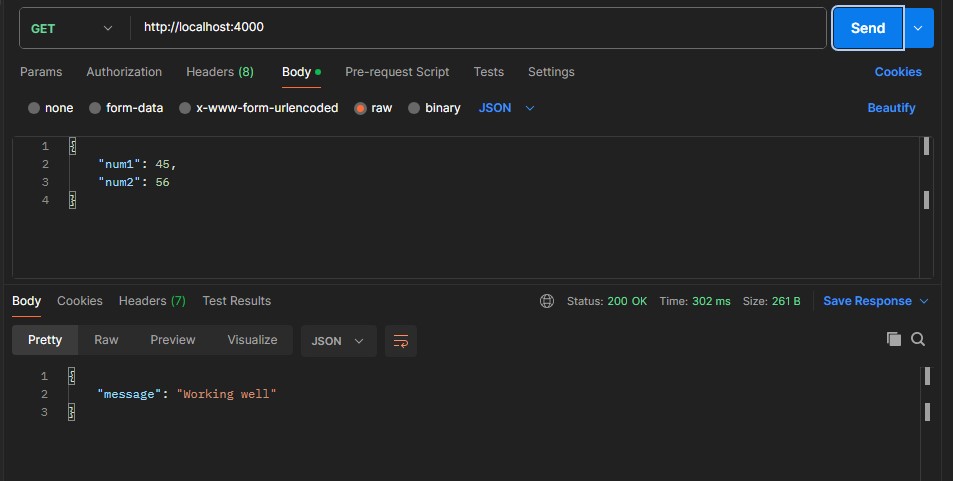 GET http://localhost:4000 Send
Params Authorization Headers (8) Body Pre-request Script Tests Settings Cookies
none form-data x-www-form-urlencoded raw binary JSON Beautify
1 {
2 "num1": 45,
3 "num2": 56
4 }
Body Cookies Headers (7) Test Results Status: 200 OK Time: 302 ms Size: 261 B Save Response
Pretty Raw Preview Visualize JSON
1 {
2 "message": "Working well"
3 }